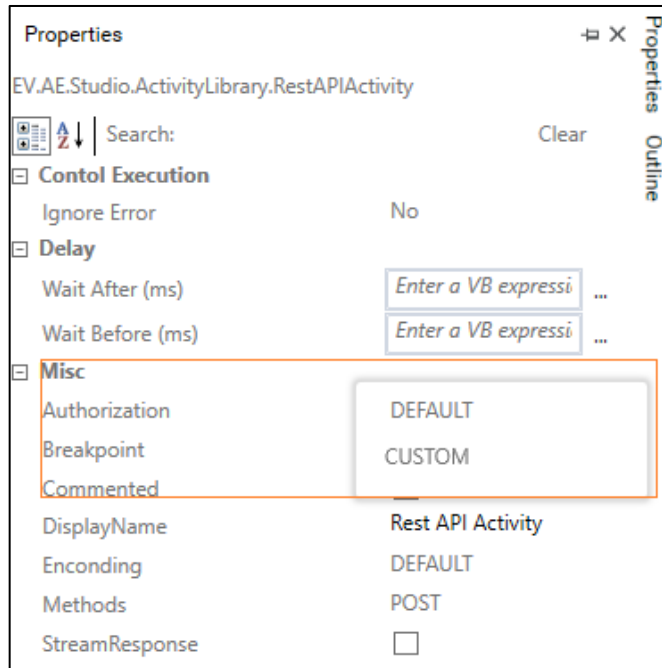 Properties
EV.AE.Studio.ActivityLibrary.RestAPIActivity
Search: Clear
Contol Execution
Ignore Error No
Delay
Wait After (ms) Enter a VB expressi ...
Wait Before (ms) Enter a VB expressi ...
Misc
Authorization DEFAULT
Breakpoint CUSTOM
Commented
DisplayName Rest API Activity
Enconding DEFAULT
Methods POST
StreamResponse
Properties
Outline